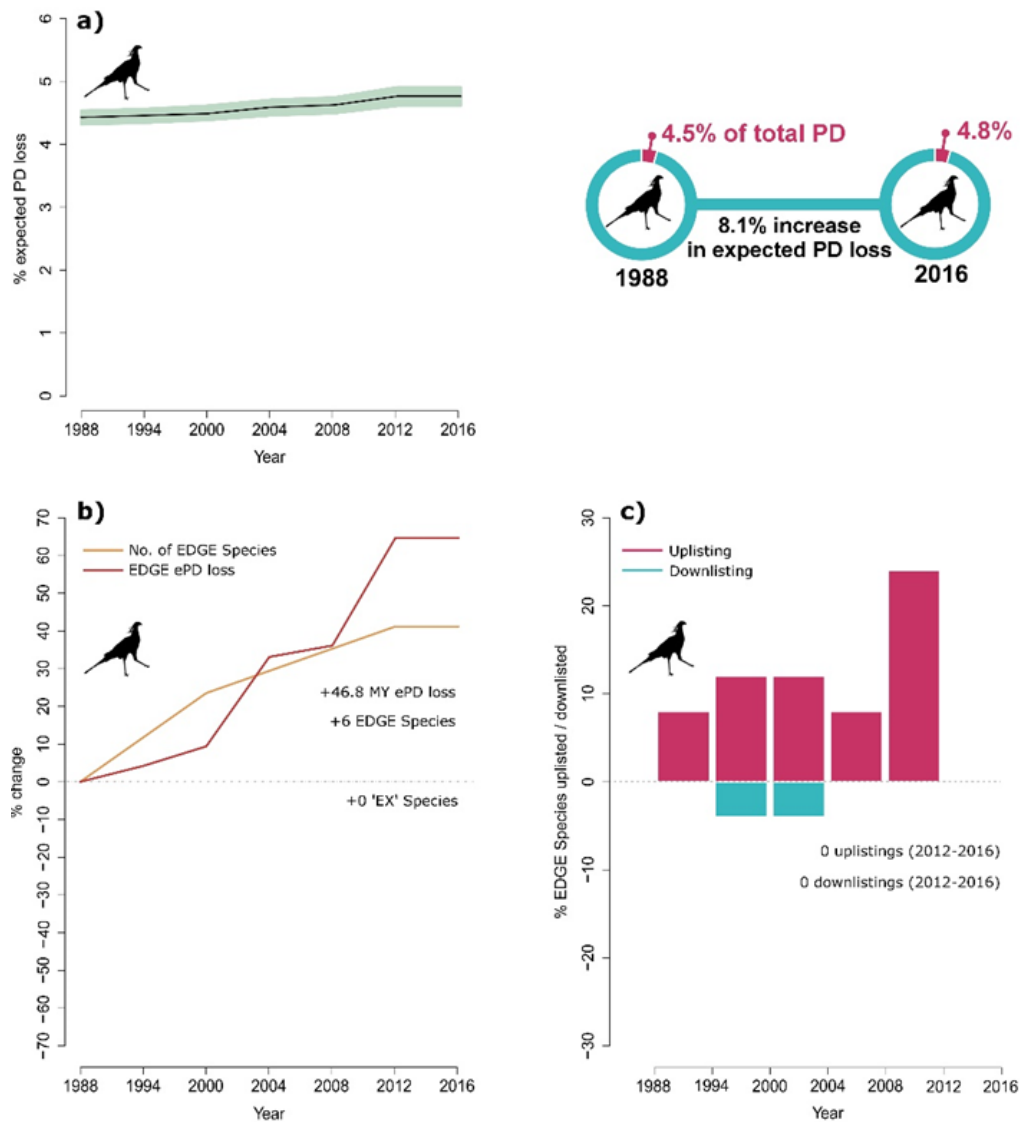 a)
6
5
4
3
2
1
0
% expected PD loss
1988 1994 2000 2004 2008 2012 2016
Year
4.5% of total PD
4.8%
8.1% increase
in expected PD loss
1988
2016
b)
70
60
50
40
30
20
10
0
−10
−20
−30
−40
−50
−60
−70
% change
No. of EDGE Species
EDGE ePD loss
+46.8 MY ePD loss
+6 EDGE Species
+0 'EX' Species
1988 1994 2000 2004 2008 2012 2016
Year
c)
30
20
10
0
−10
−20
−30
% EDGE Species uplisted / downlisted
Uplisting
Downlisting
0 uplistings (2012-2016)
0 downlistings (2012-2016)
1988 1994 2000 2004 2008 2012 2016
Year